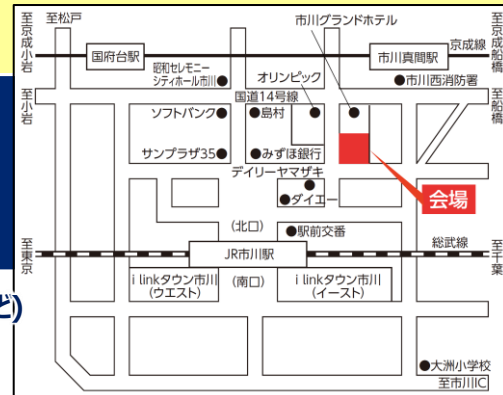 至松戸
市川グランドホテル
至京成小岩
国府台駅
市川真間駅
京成線
至京成船橋
昭和セレモニー
シティホール市川
オリンピック
市川西消防署
国道14号線
至小岩
ソフトバンク
島村
至船橋
サンプラザ35
みずほ銀行
デイリーヤマザキ
ダイエー
会場
(北口)
駅前交番
至東京
JR市川駅
総武線
至千葉
i linkタウン市川
(ウエスト)
(南口)
i linkタウン市川
(イースト)
ど)
大洲小学校
至市川IC